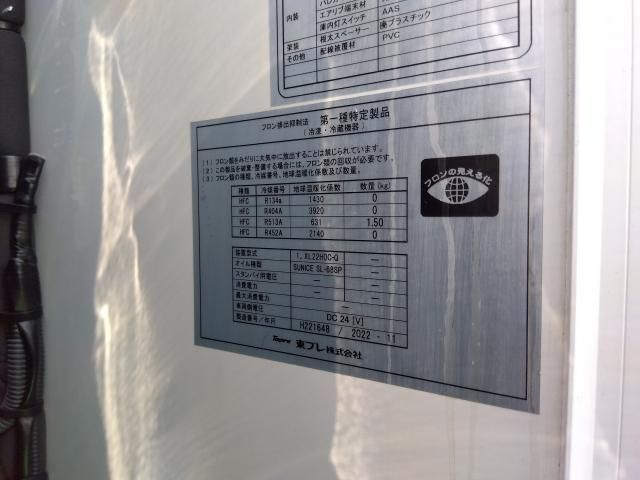 内装
エアリブ端末材
庫内灯スイッチ AAS
架装 根太スペーサー 廃プラスチック
その他 配線被覆材 PVC
フロン排出抑制法 第一種特定製品
(冷凍・冷蔵機器)
(1) フロン類をみだりに大気中に放出することは禁じられています。
(2) この製品を廃棄・整備する場合には、フロン類の回収が必要です。
(3) フロン類の種類、冷媒番号、地球温暖化係数及び数量。
フロンの見える化
種類 冷媒番号 地球温暖化係数 数量 (kg)
HFC R134a 1430 0
HFC R404A 3920 0
HFC R513A 631 1.50
HFC R452A 2140 0
装置型式 1. XL22HDC-Q —
オイル種類 SUNICE SL-68SP —
スタンバイ用電圧 — —
消費電力 — —
最大消費電力 — —
車両側電圧 DC 24 [V]
製造番号/年月 H221648 / 2022 - 11
Topre 東プレ株式会社